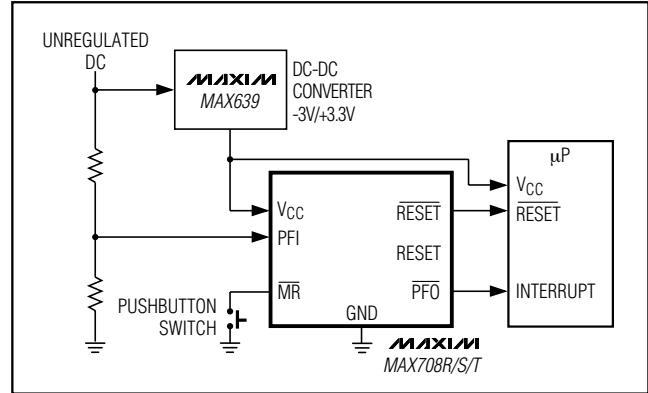 UNREGULATED
DC
MAXIM
MAX639
DC-DC
CONVERTER
-3V/+3.3V
µP
VCC
RESET
INTERRUPT
VCC
PFI
MR
GND
RESET
RESET
PFO
PUSHBUTTON
SWITCH
MAXIM
MAX708R/S/T